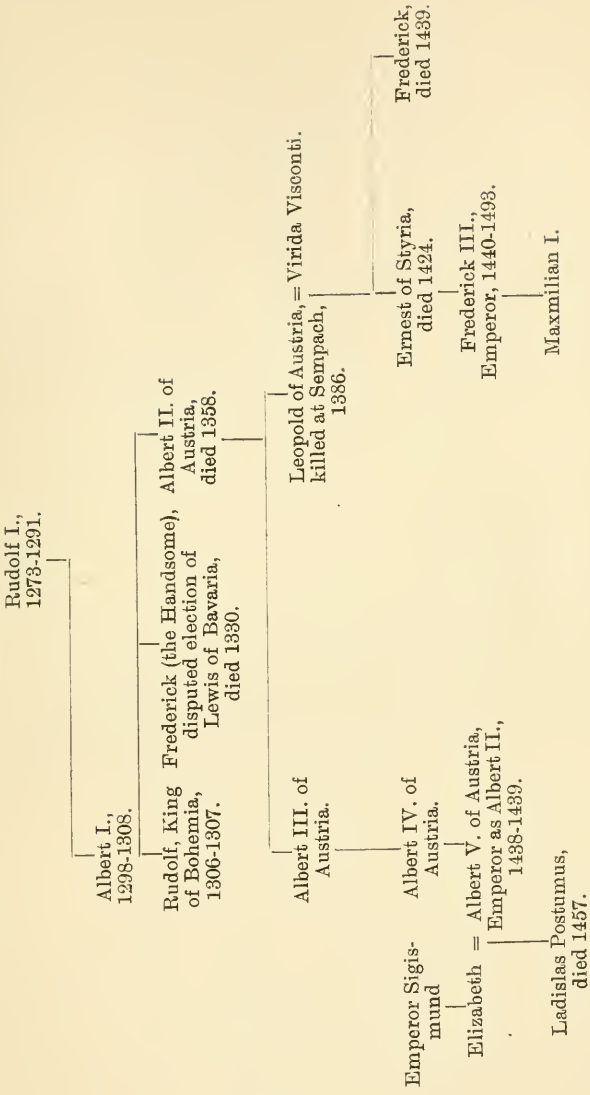 Rudolf I.,
1273-1291.
Albert I.,
1298-1308.
Rudolf, King
of Bohemia,
1306-1307.
Frederick (the Handsome),
disputed election of
Lewis of Bavaria,
died 1330.
Albert II. of
Austria,
died 1358.
Albert III. of
Austria.
Leopold of Austria, = Virida Visconti.
killed at Sempach,
1386.
Emperor Sigis-
mund
Albert IV. of
Austria.
Ernest of Styria,
died 1424.
Frederick,
died 1439.
Elizabeth = Albert V. of Austria,
Emperor as Albert II.,
1438-1439.
Frederick III.,
Emperor, 1440-1493.
Ladislas Postumus,
died 1457.
Maxmilian I.